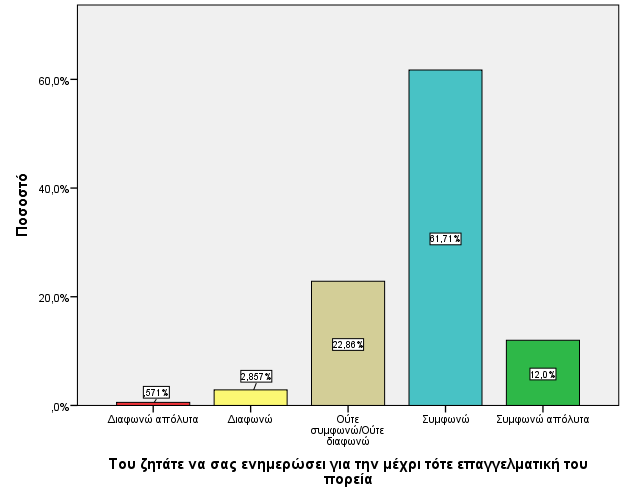 Ποσοστό
60,0%
40,0%
20,0%
,0%
,571%
2,857%
22,86%
61,71%
12,0%
Διαφωνώ απόλυτα
Διαφωνώ
Ούτε
συμφωνώ/Ούτε
διαφωνώ
Συμφωνώ
Συμφωνώ απόλυτα
Του ζητάτε να σας ενημερώσει για την μέχρι τότε επαγγελματική του
πορεία